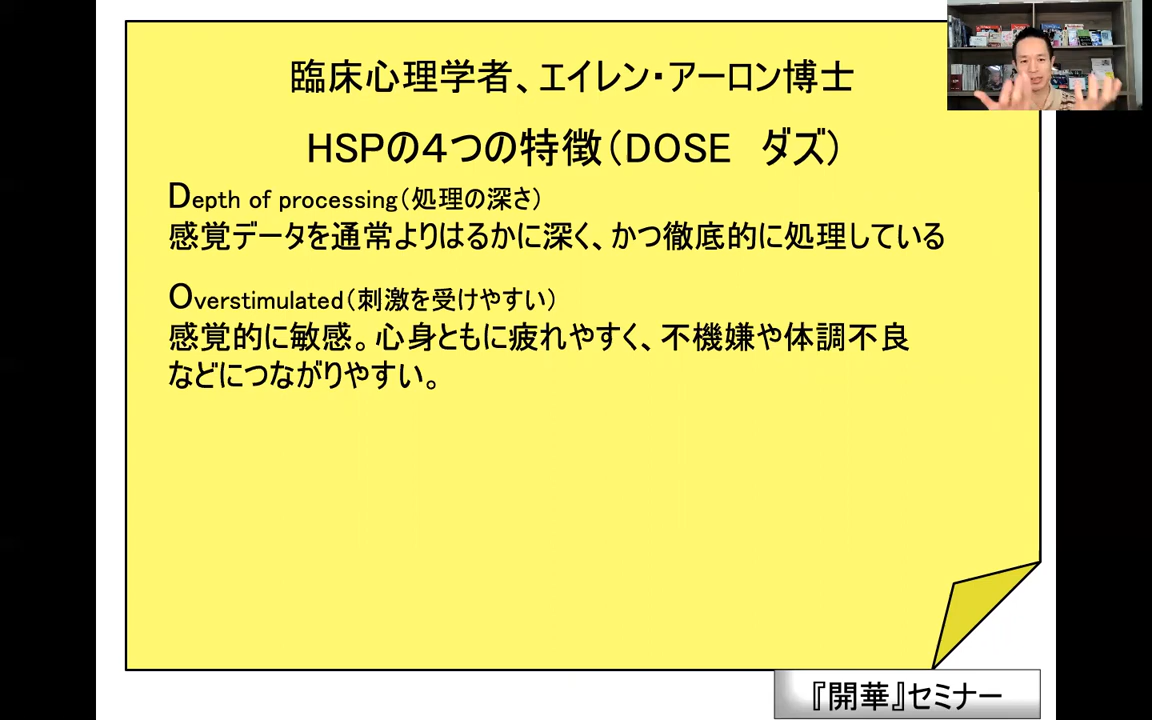 臨床心理学者、エイレン・アーロン博士
HSPの4つの特徴（DOSE　ダズ）
Depth of processing（処理の深さ）
感覚データを通常よりはるかに深く、かつ徹底的に処理している
Overstimulated（刺激を受けやすい）
感覚的に敏感。心身ともに疲れやすく、不機嫌や体調不良
などにつながりやすい。
『開華』セミナー